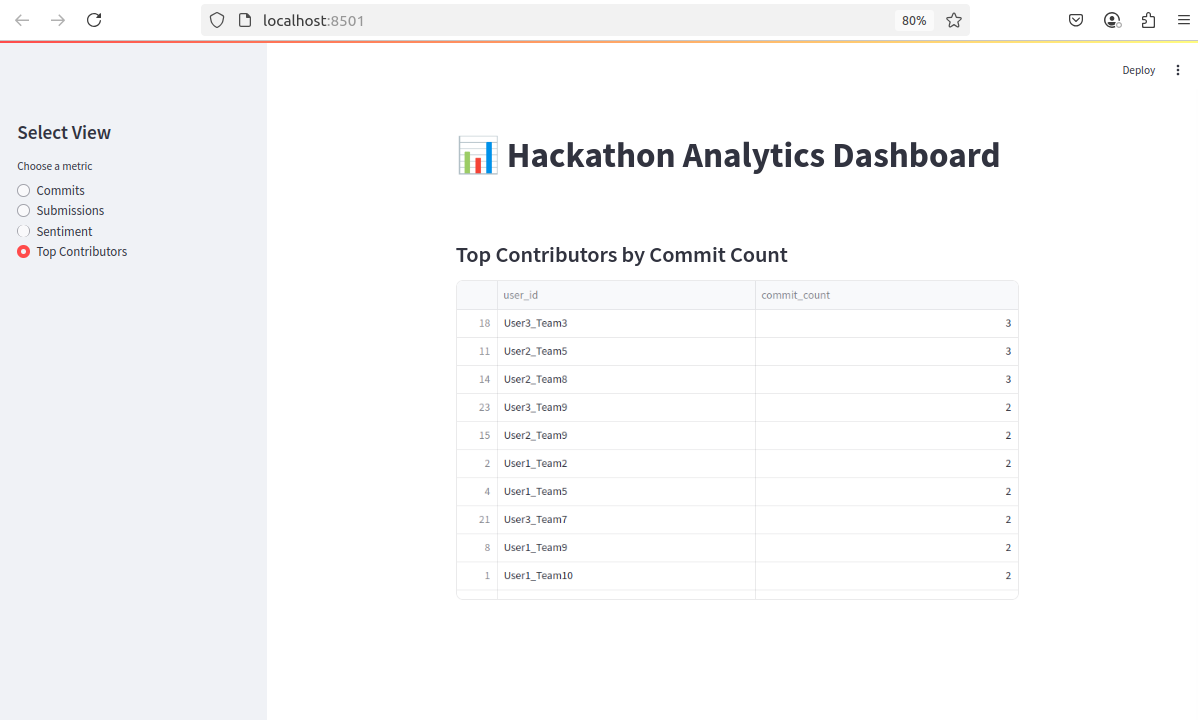 localhost:8501
80%
Deploy
Select View
Choose a metric
Commits
Submissions
Sentiment
Top Contributors
📊 Hackathon Analytics Dashboard
Top Contributors by Commit Count
user_id commit_count
18 User3_Team3 3
11 User2_Team5 3
14 User2_Team8 3
23 User3_Team9 2
15 User2_Team9 2
2 User1_Team2 2
4 User1_Team5 2
21 User3_Team7 2
8 User1_Team9 2
1 User1_Team10 2